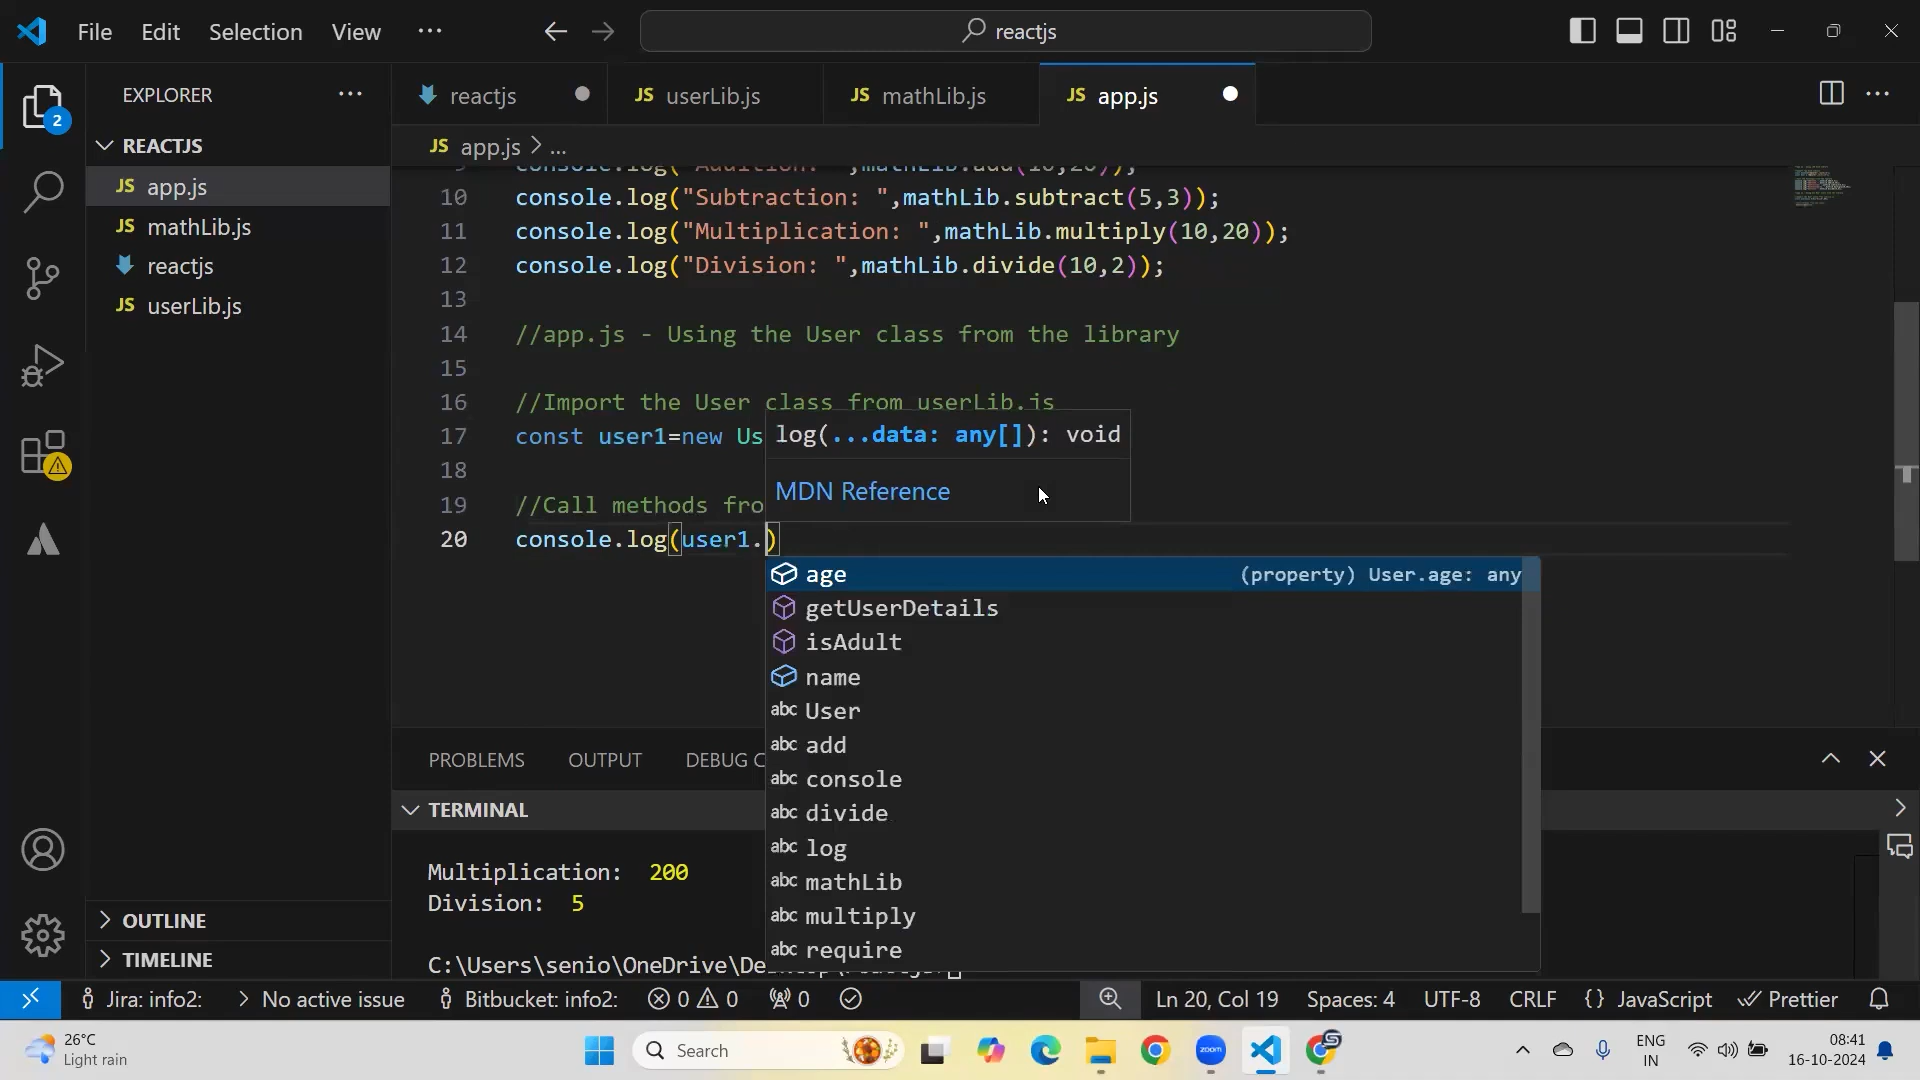 File Edit Selection View ...
reactjs
EXPLORER ...
2
REACTJS
JS app.js
JS mathLib.js
reactjs
JS userLib.js
OUTLINE
TIMELINE
reactjs JS userLib.js JS mathLib.js JS app.js ...
JS app.js > ...
10 console.log("Subtraction: ",mathLib.subtract(5,3));
11 console.log("Multiplication: ",mathLib.multiply(10,20));
12 console.log("Division: ",mathLib.divide(10,2));
13
14 //app.js - Using the User class from the library
15
16 //Import the User class from userLib.js
17 const user1=new Us
18
19 //Call methods fro
20 console.log(user1.)
log(...data: any[]): void
MDN Reference
age (property) User.age: any
getUserDetails
isAdult
name
abc User
abc add
abc console
abc divide
abc log
abc mathLib
abc multiply
abc require
PROBLEMS OUTPUT DEBUG C
TERMINAL
Multiplication: 200
Division: 5
Jira: info2: > No active issue Bitbucket: info2: 0 0 0 Ln 20, Col 19 Spaces: 4 UTF-8 CRLF {} JavaScript Prettier
26°C
Light rain
Search
zoom
ENG
IN
08:41
16-10-2024